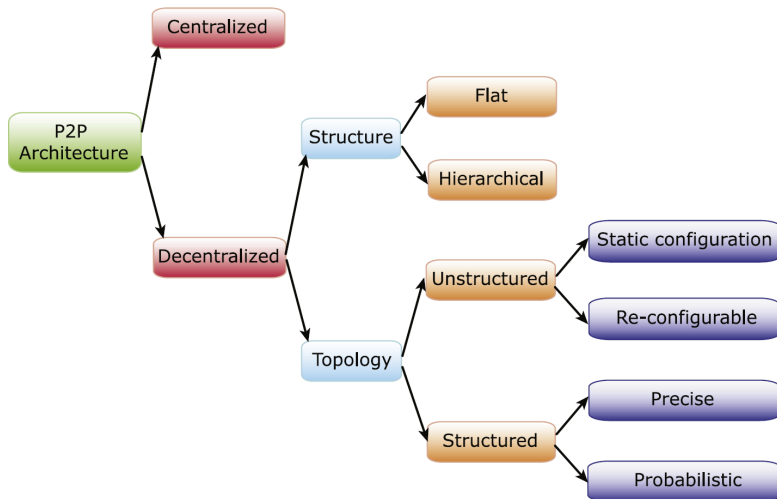 Centralized
P2P
Architecture
Decentralized
Structure
Flat
Hierarchical
Topology
Unstructured
Static configuration
Re-configurable
Structured
Precise
Probabilistic